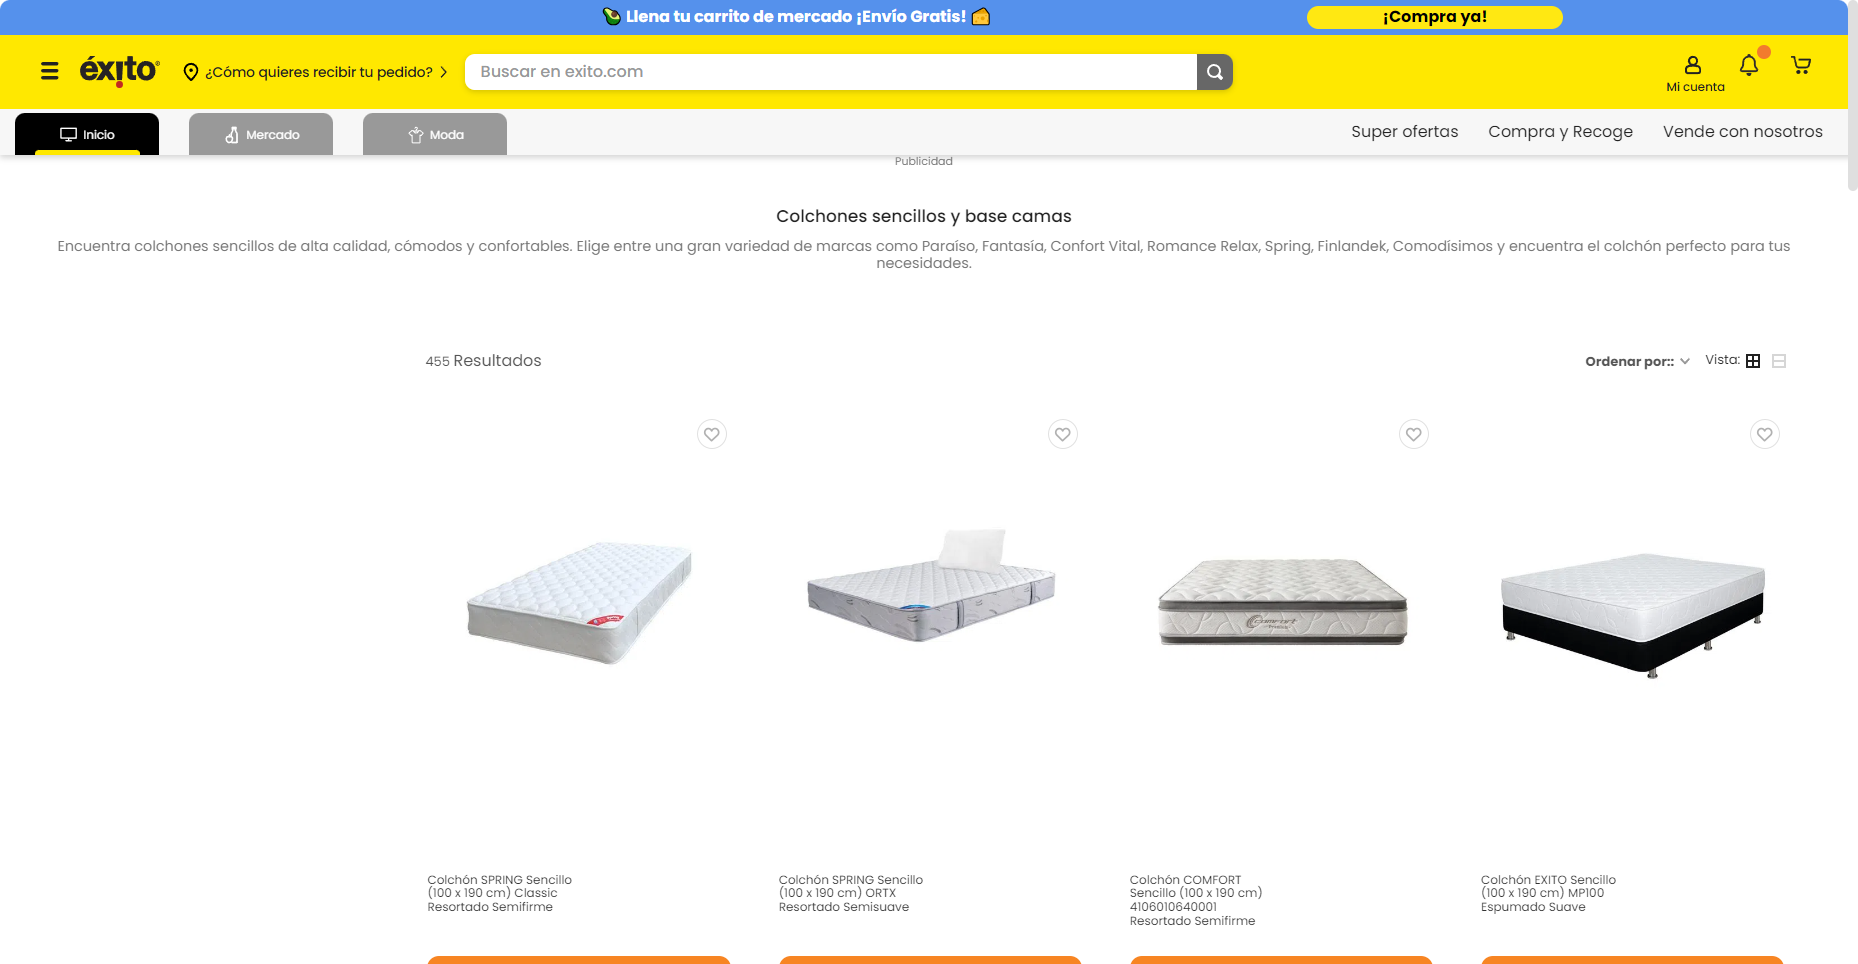 Llena tu carrito de mercado ¡Envío Gratis!
¡Compra ya!
éxito
¿Cómo quieres recibir tu pedido?
Buscar en exito.com
Mi cuenta
Inicio
Mercado
Moda
Super ofertas
Compra y Recoge
Vende con nosotros
Publicidad
Colchones sencillos y base camas
Encuentra colchones sencillos de alta calidad, cómodos y confortables. Elige entre una gran variedad de marcas como Paraíso, Fantasía, Confort Vital, Romance Relax, Spring, Finlandek, Comodísimos y encuentra el colchón perfecto para tus
necesidades.
455 Resultados
Ordenar por::
Vista:
Comfort
Colchón SPRING Sencillo
(100 x 190 cm) Classic
Resortado Semifirme
Colchón SPRING Sencillo
(100 x 190 cm) ORTX
Resortado Semisuave
Colchón COMFORT
Sencillo (100 x 190 cm)
4106010640001
Resortado Semifirme
Colchón EXITO Sencillo
(100 x 190 cm) MP100
Espumado Suave